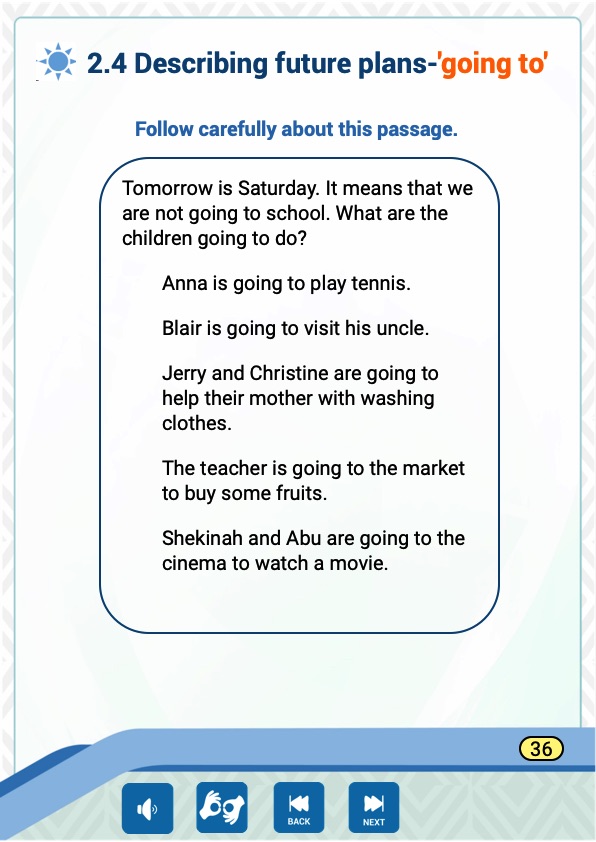 2.4 Describing future plans-'going to'
Follow carefully about this passage.
Tomorrow is Saturday. It means that we
are not going to school. What are the
children going to do?
Anna is going to play tennis.
Blair is going to visit his uncle.
Jerry and Christine are going to
help their mother with washing
clothes.
The teacher is going to the market
to buy some fruits.
Shekinah and Abu are going to the
cinema to watch a movie.
36
BACK
NEXT